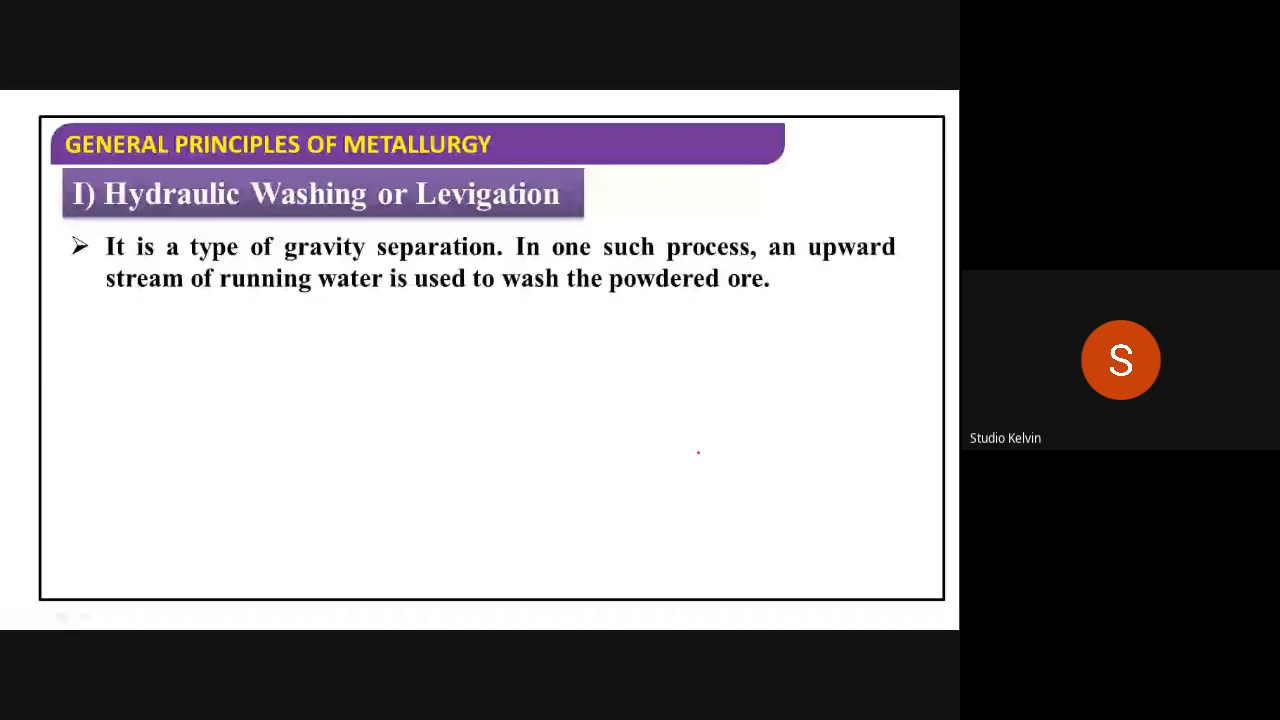 GENERAL PRINCIPLES OF METALLURGY
I) Hydraulic Washing or Levigation
➢ It is a type of gravity separation. In one such process, an upward
stream of running water is used to wash the powdered ore.
S
Studio Kelvin